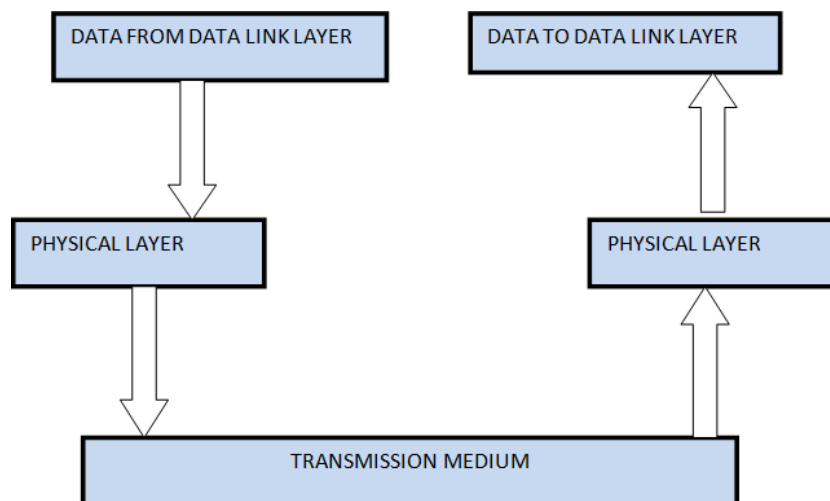 DATA FROM DATA LINK LAYER
DATA TO DATA LINK LAYER
PHYSICAL LAYER
PHYSICAL LAYER
TRANSMISSION MEDIUM